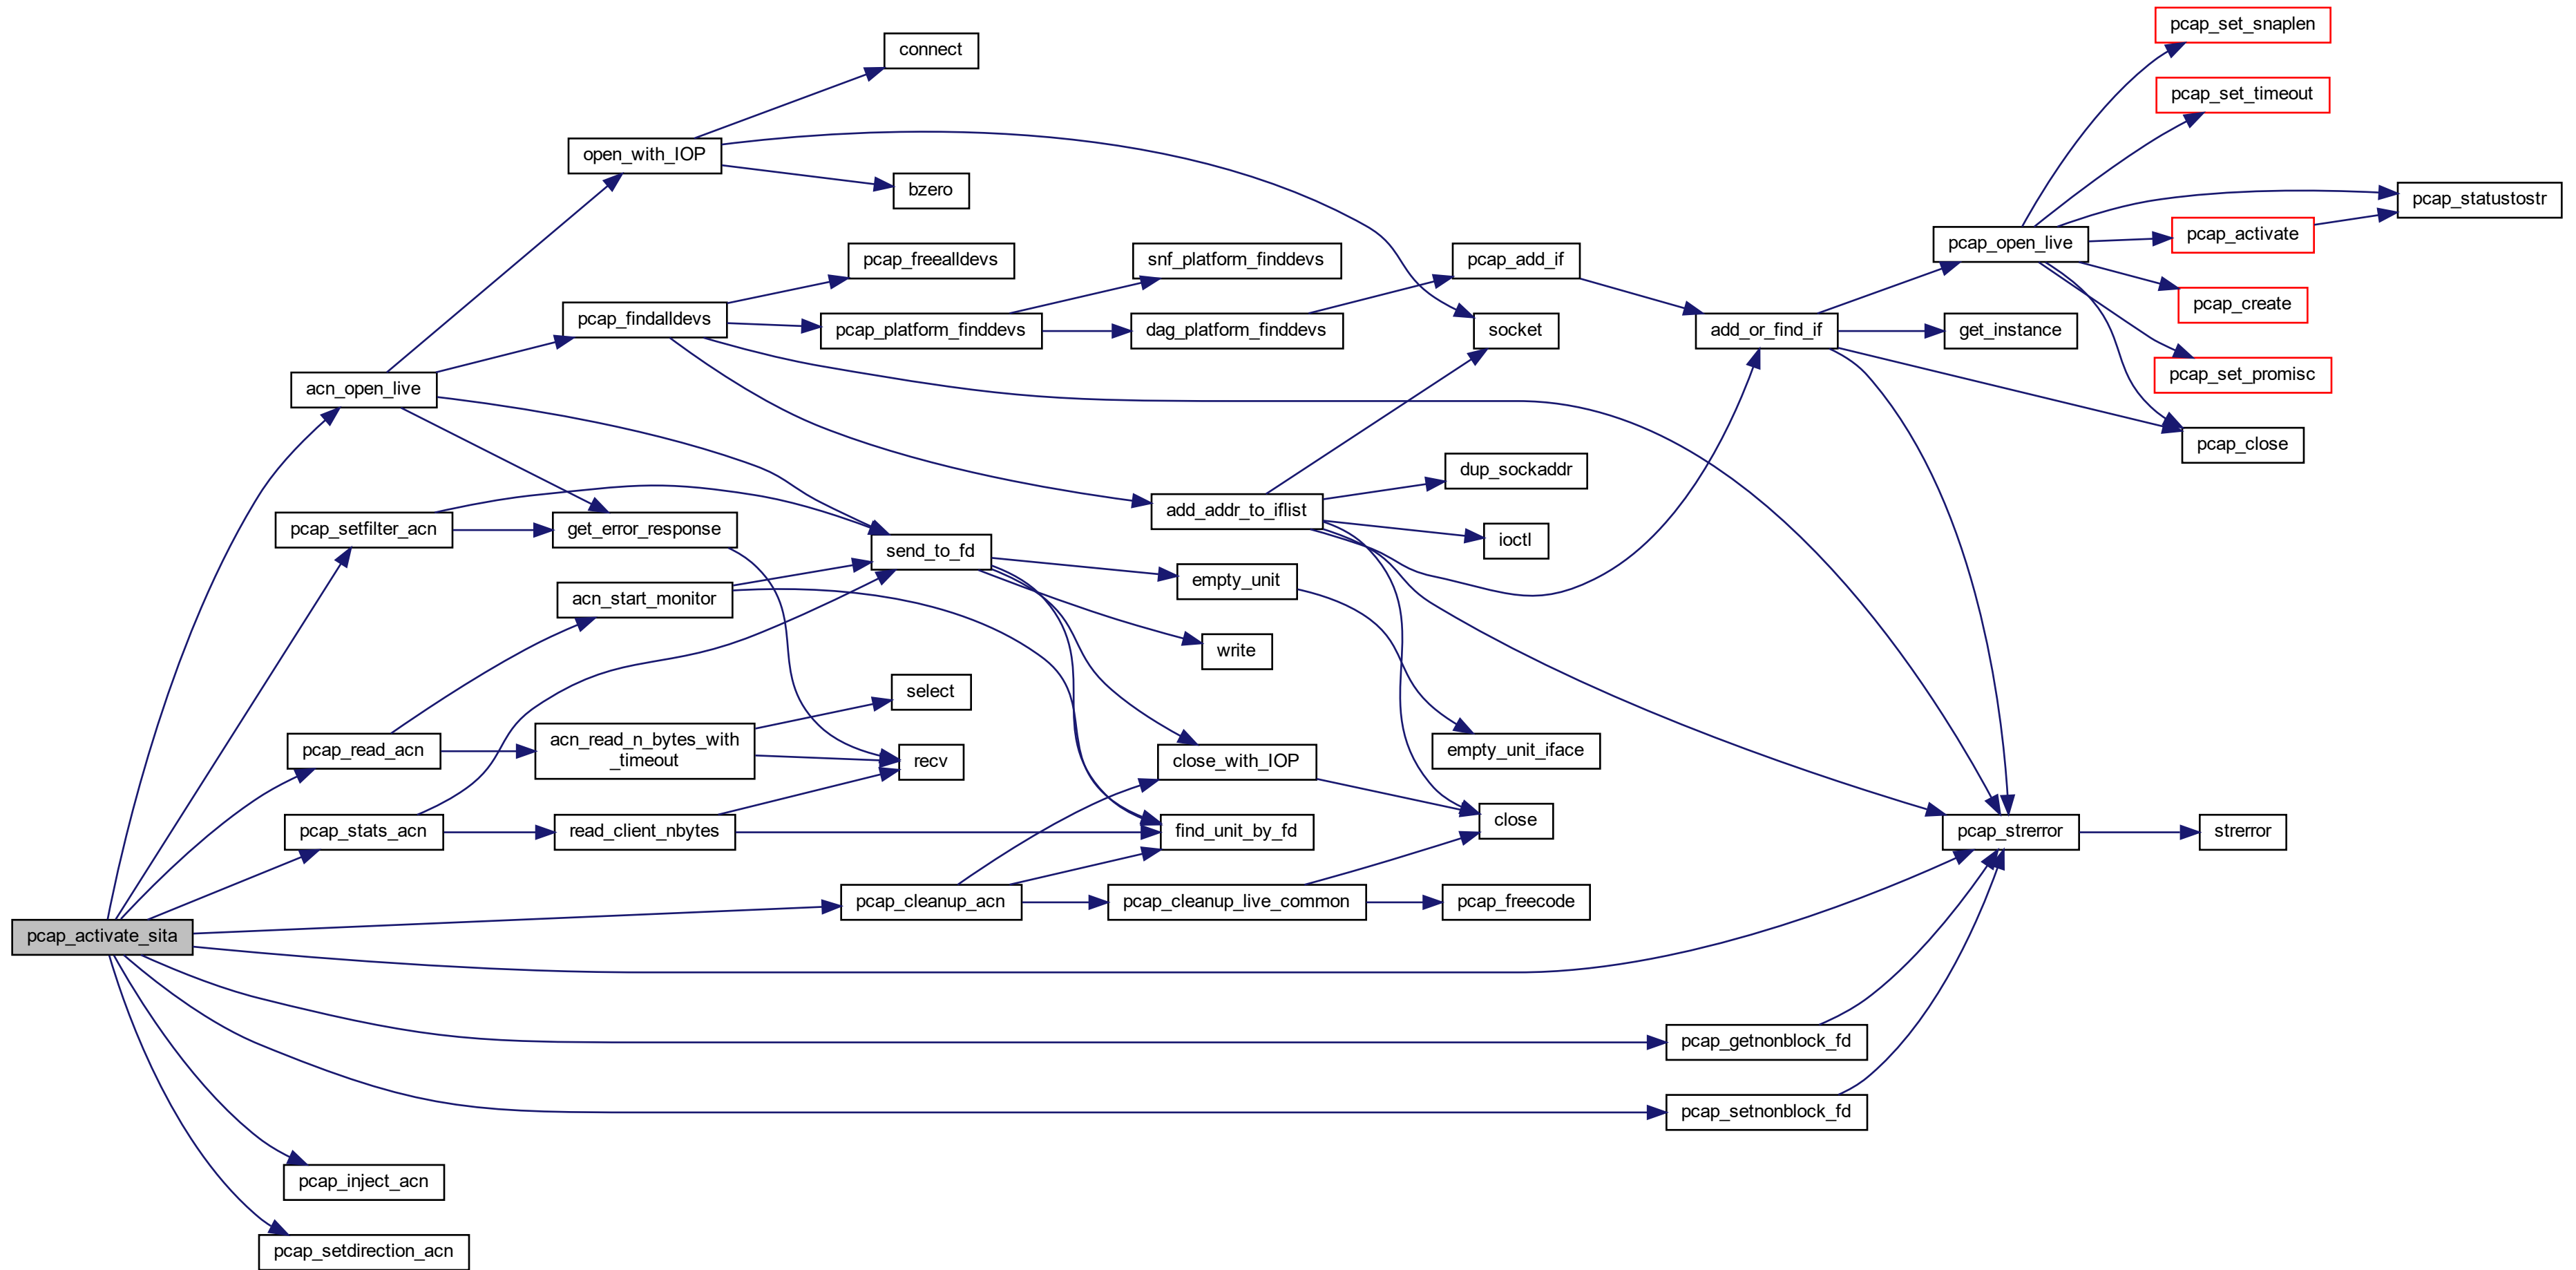 pcap_set_snaplen
connect
pcap_set_timeout
open_with_IOP
bzero
pcap_statustostr
pcap_activate
pcap_open_live
pcap_freealldevs
snf_platform_finddevs
pcap_add_if
pcap_create
pcap_findalldevs
pcap_platform_finddevs
dag_platform_finddevs
socket
add_or_find_if
get_instance
pcap_set_promisc
acn_open_live
pcap_close
dup_sockaddr
add_addr_to_iflist
pcap_setfilter_acn
get_error_response
ioctl
send_to_fd
empty_unit
acn_start_monitor
write
select
pcap_read_acn
acn_read_n_bytes_with
_timeout
recv
close_with_IOP
empty_unit_iface
pcap_stats_acn
read_client_nbytes
find_unit_by_fd
close
pcap_strerror
strerror
pcap_cleanup_acn
pcap_cleanup_live_common
pcap_freecode
pcap_activate_sita
pcap_getnonblock_fd
pcap_setnonblock_fd
pcap_inject_acn
pcap_setdirection_acn